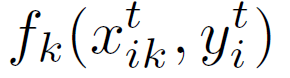 f_k(x_{ik}^t, y_i^t)